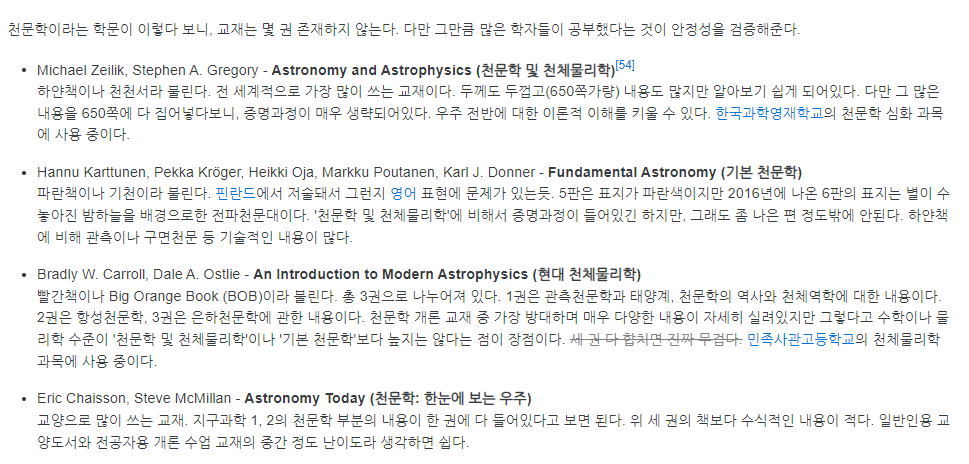 천문학이라는 학문이 이렇다 보니, 교재는 몇 권 존재하지 않는다. 다만 그만큼 많은 학자들이 공부했다는 것이 안정성을 검증해준다.
• Michael Zeilik, Stephen A. Gregory - Astronomy and Astrophysics (천문학 및 천체물리학)[54]
하얀책이나 천천서라 불린다. 전 세계적으로 가장 많이 쓰는 교재이다. 두께도 두껍고(650쪽가량) 내용도 많지만 알아보기 쉽게 되어있다. 다만 그 많은
내용을 650쪽에 다 집어넣다보니, 증명과정이 매우 생략되어있다. 우주 전반에 대한 이론적 이해를 키울 수 있다. 한국과학영재학교의 천문학 심화 과목
에 사용 중이다.
• Hannu Karttunen, Pekka Kröger, Heikki Oja, Markku Poutanen, Karl J. Donner - Fundamental Astronomy (기본 천문학)
파란책이나 기천이라 불린다. 핀란드에서 저술돼서 그런지 영어 표현에 문제가 있는듯. 5판은 표지가 파란색이지만 2016년에 나온 6판의 표지는 별이 수
놓아진 밤하늘을 배경으로한 전파천문대이다. '천문학 및 천체물리학'에 비해서 증명과정이 들어있긴 하지만, 그래도 좀 나은 편 정도밖에 안된다. 하얀책
에 비해 관측이나 구면천문 등 기술적인 내용이 많다.
• Bradly W. Carroll, Dale A. Ostlie - An Introduction to Modern Astrophysics (현대 천체물리학)
빨간책이나 Big Orange Book (BOB)이라 불린다. 총 3권으로 나누어져 있다. 1권은 관측천문학과 태양계, 천문학의 역사와 천체역학에 대한 내용이다.
2권은 항성천문학, 3권은 은하천문학에 관한 내용이다. 천문학 개론 교재 중 가장 방대하며 매우 다양한 내용이 자세히 실려있지만 그렇다고 수학이나 물
리학 수준이 '천문학 및 천체물리학'이나 '기본 천문학'보다 높지는 않다는 점이 장점이다. 세 권 다 합치면 진짜 무겁다. 민족사관고등학교의 천체물리학
과목에 사용 중이다.
• Eric Chaisson, Steve McMillan - Astronomy Today (천문학: 한눈에 보는 우주)
교양으로 많이 쓰는 교재. 지구과학 1, 2의 천문학 부분의 내용이 한 권에 다 들어있다고 보면 된다. 위 세 권의 책보다 수식적인 내용이 적다. 일반인용 교
양도서와 전공자용 개론 수업 교재의 중간 정도 난이도라 생각하면 쉽다.